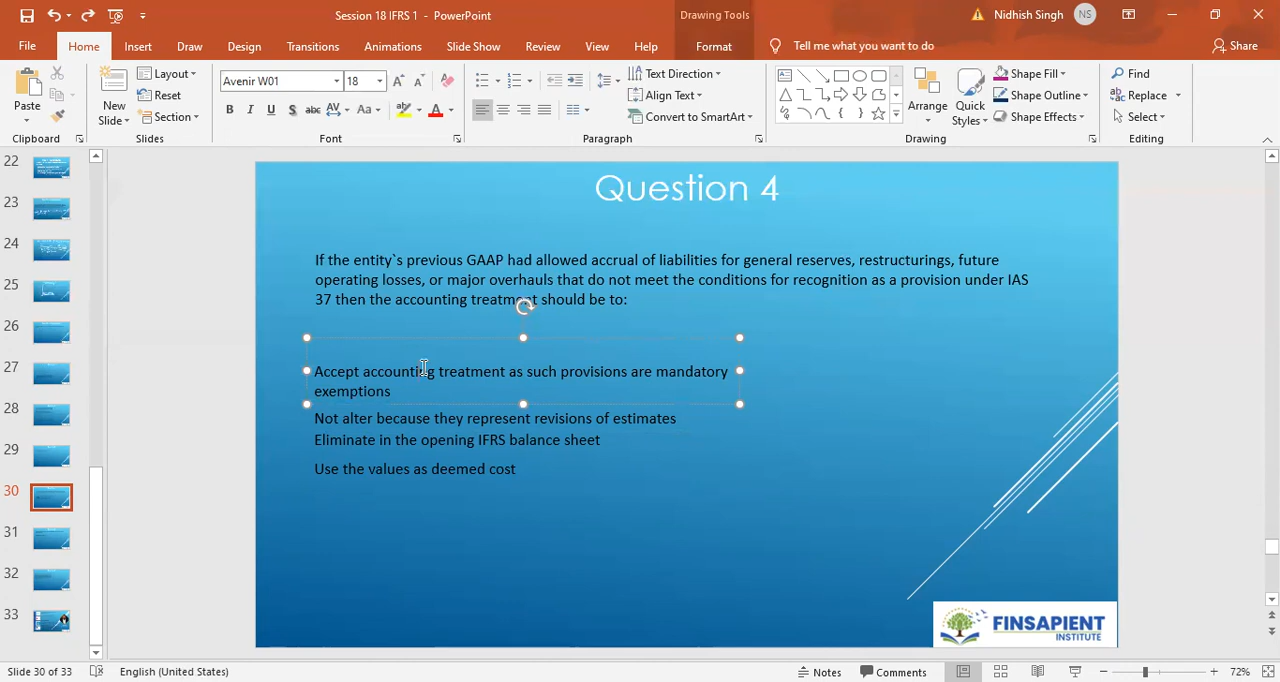 Session 18 IFRS 1 - PowerPoint
Drawing Tools
Nidhish Singh
NS
File
Home
Insert
Draw
Design
Transitions
Animations
Slide Show
Review
View
Help
Format
Tell me what you want to do
Share
Paste
New
Slide
Layout
Reset
Section
Avenir W01
18
Text Direction
Align Text
Convert to SmartArt
Arrange
Quick
Styles
Shape Fill
Shape Outline
Shape Effects
Find
Replace
Select
Clipboard
Slides
Font
Paragraph
Drawing
Editing
22
23
24
25
26
27
28
29
30
31
32
33
Question 4
If the entity`s previous GAAP had allowed accrual of liabilities for general reserves, restructurings, future
operating losses, or major overhauls that do not meet the conditions for recognition as a provision under IAS
37 then the accounting treatment should be to:
Accept accounting treatment as such provisions are mandatory
exemptions
Not alter because they represent revisions of estimates
Eliminate in the opening IFRS balance sheet
Use the values as deemed cost
FINSAPIENT
INSTITUTE
Slide 30 of 33
English (United States)
Notes
Comments
72%